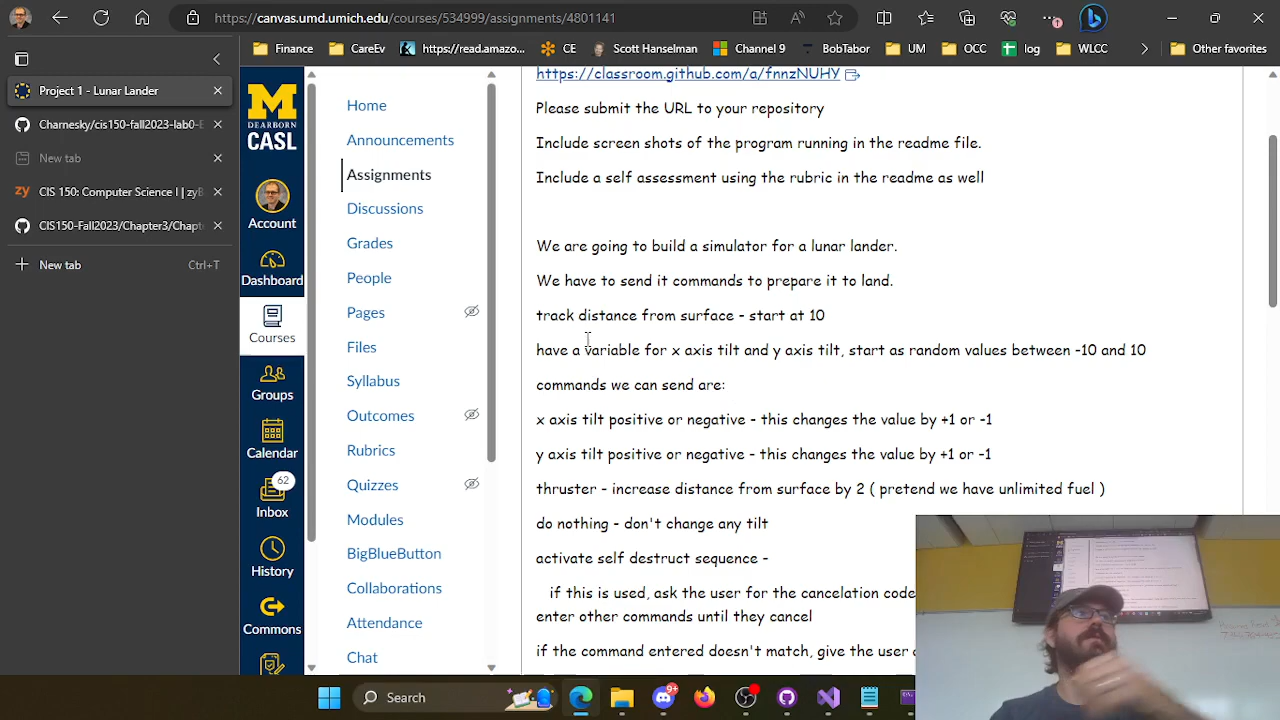 https://canvas.umd.umich.edu/courses/534999/assignments/4801141
Finance
CareEv
https://read.amazo...
CE
Scott Hanselman
Channel 9
BobTabor
UM
OCC
log
WLCC
Other favorites
Project 1 - Lunar Lander
Charnesky/cis150-fall2023-lab0-E
New tab
CIS 150: Computer Science I | zyB
CIS150-Fall2023/Chapter3/Chapt
New tab
Ctrl+T
DEARBORN
CASL
Account
Dashboard
Courses
Groups
Calendar
62
Inbox
History
Commons
Home
Announcements
Assignments
Discussions
Grades
People
Pages
Files
Syllabus
Outcomes
Rubrics
Quizzes
Modules
BigBlueButton
Collaborations
Attendance
Chat
https://classroom.github.com/a/fnnzNUHY
Please submit the URL to your repository
Include screen shots of the program running in the readme file.
Include a self assessment using the rubric in the readme as well
We are going to build a simulator for a lunar lander.
We have to send it commands to prepare it to land.
track distance from surface - start at 10
have a variable for x axis tilt and y axis tilt, start as random values between -10 and 10
commands we can send are:
x axis tilt positive or negative - this changes the value by +1 or -1
y axis tilt positive or negative - this changes the value by +1 or -1
thruster - increase distance from surface by 2 ( pretend we have unlimited fuel )
do nothing - don't change any tilt
activate self destruct sequence -
if this is used, ask the user for the cancelation code
enter other commands until they cancel
if the command entered doesn't match, give the user
Search
9+